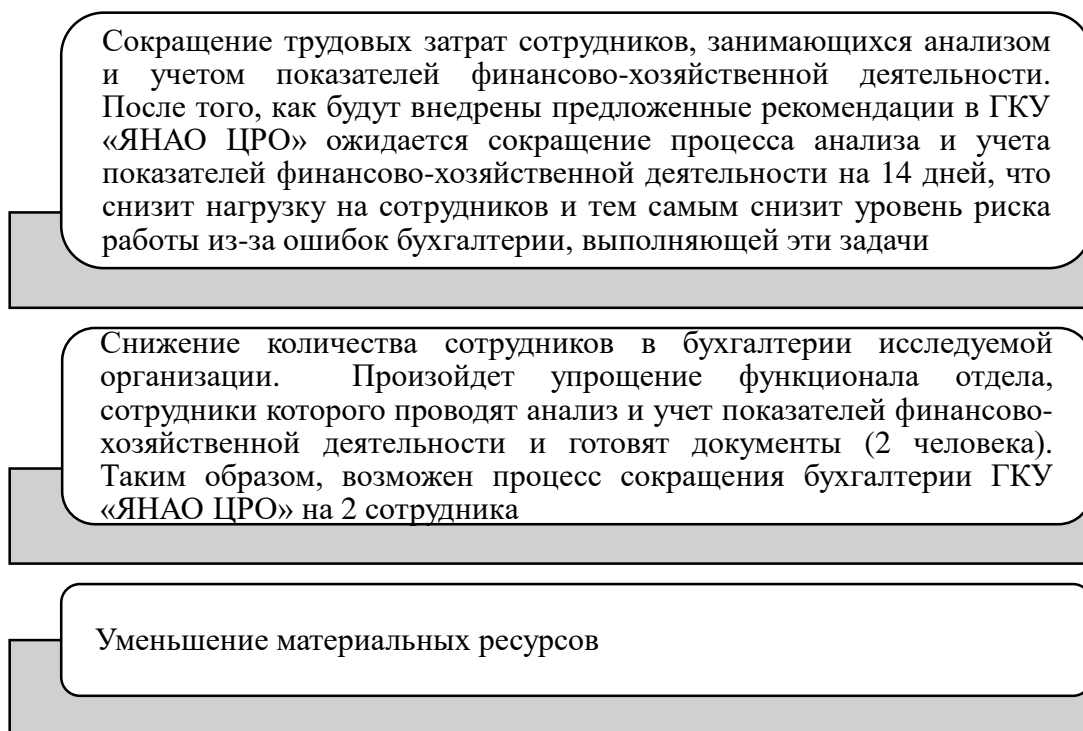 Сокращение трудовых затрат сотрудников, занимающихся анализом
и учетом показателей финансово-хозяйственной деятельности.
После того, как будут внедрены предложенные рекомендации в ГКУ
«ЯНАО ЦРО» ожидается сокращение процесса анализа и учета
показателей финансово-хозяйственной деятельности на 14 дней, что
снизит нагрузку на сотрудников и тем самым снизит уровень риска
работы из-за ошибок бухгалтерии, выполняющей эти задачи
Снижение количества сотрудников в бухгалтерии исследуемой
организации. Произойдет упрощение функционала отдела,
сотрудники которого проводят анализ и учет показателей финансово-
хозяйственной деятельности и готовят документы (2 человека).
Таким образом, возможен процесс сокращения бухгалтерии ГКУ
«ЯНАО ЦРО» на 2 сотрудника
Уменьшение материальных ресурсов